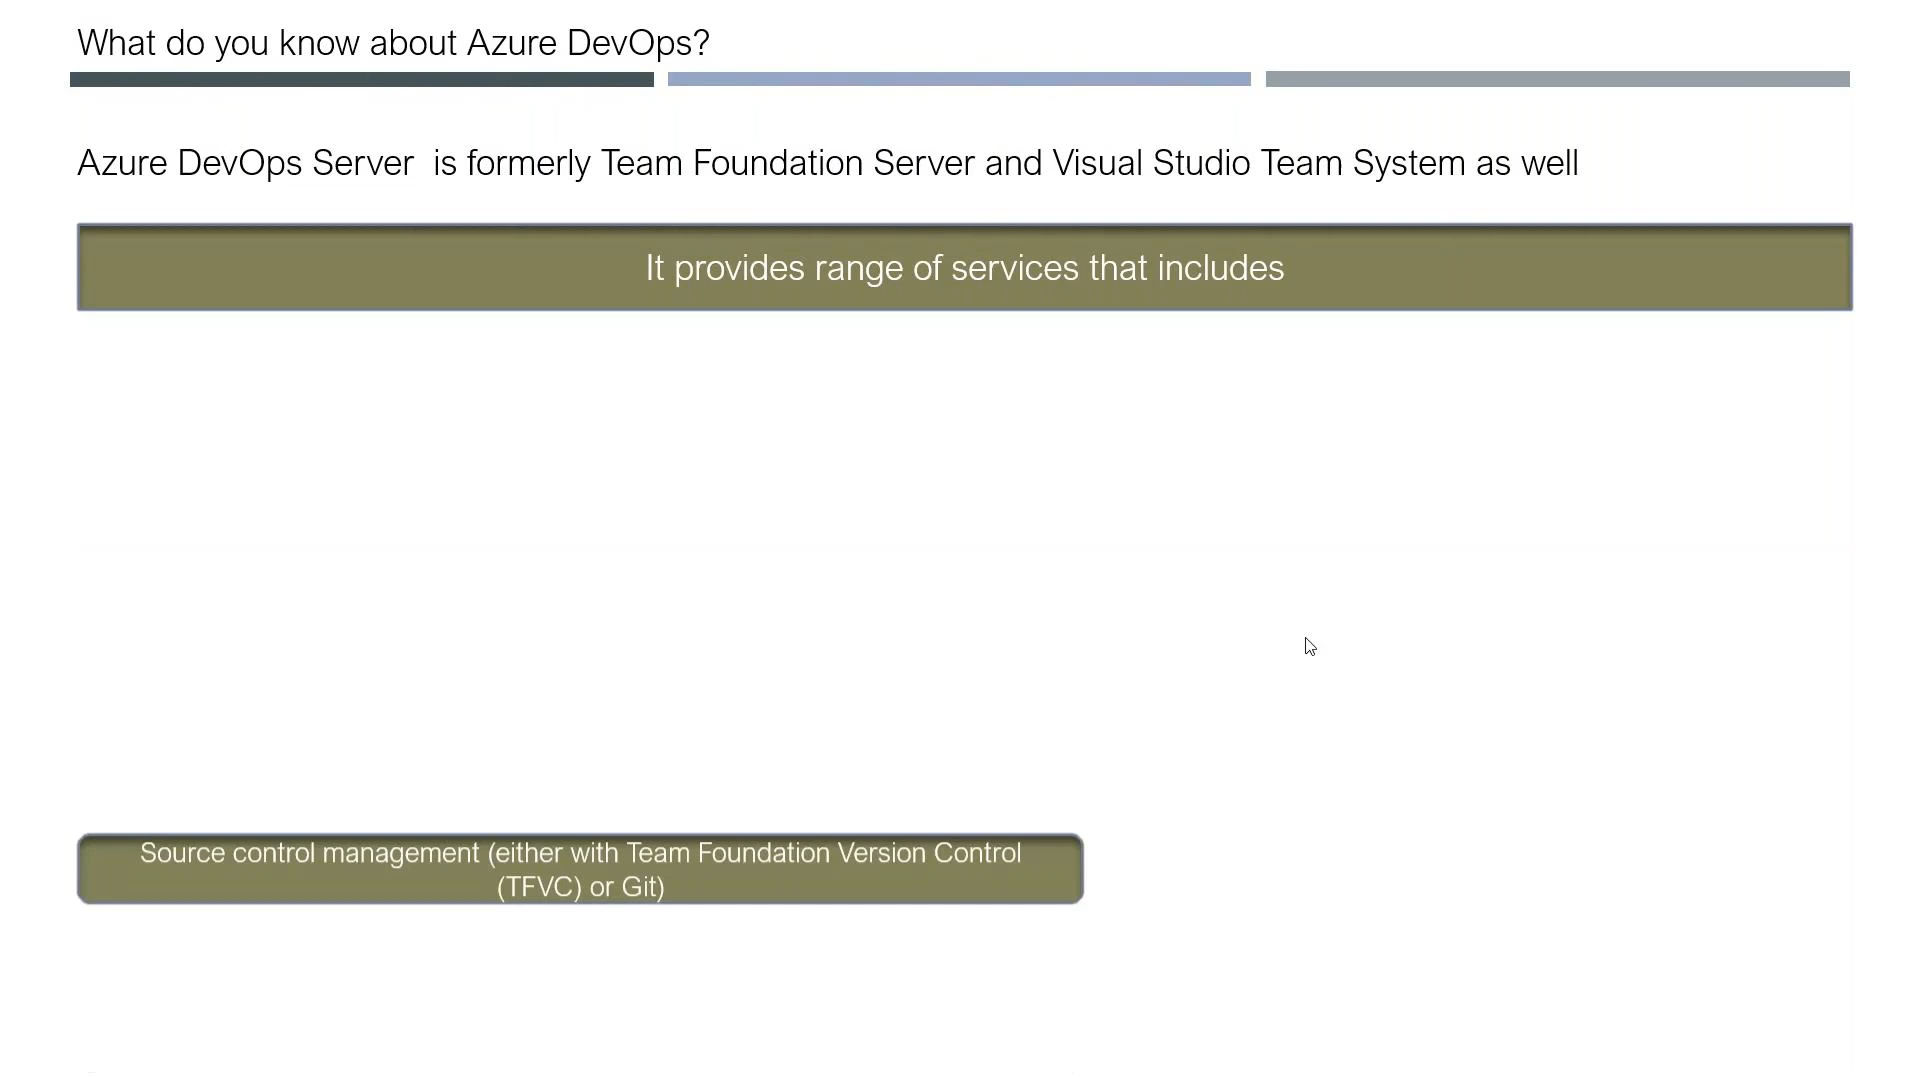 What do you know about Azure DevOps?
Azure DevOps Server  is formerly Team Foundation Server and Visual Studio Team System as well
It provides range of services that includes
Source control management (either with Team Foundation Version Control
(TFVC) or Git)